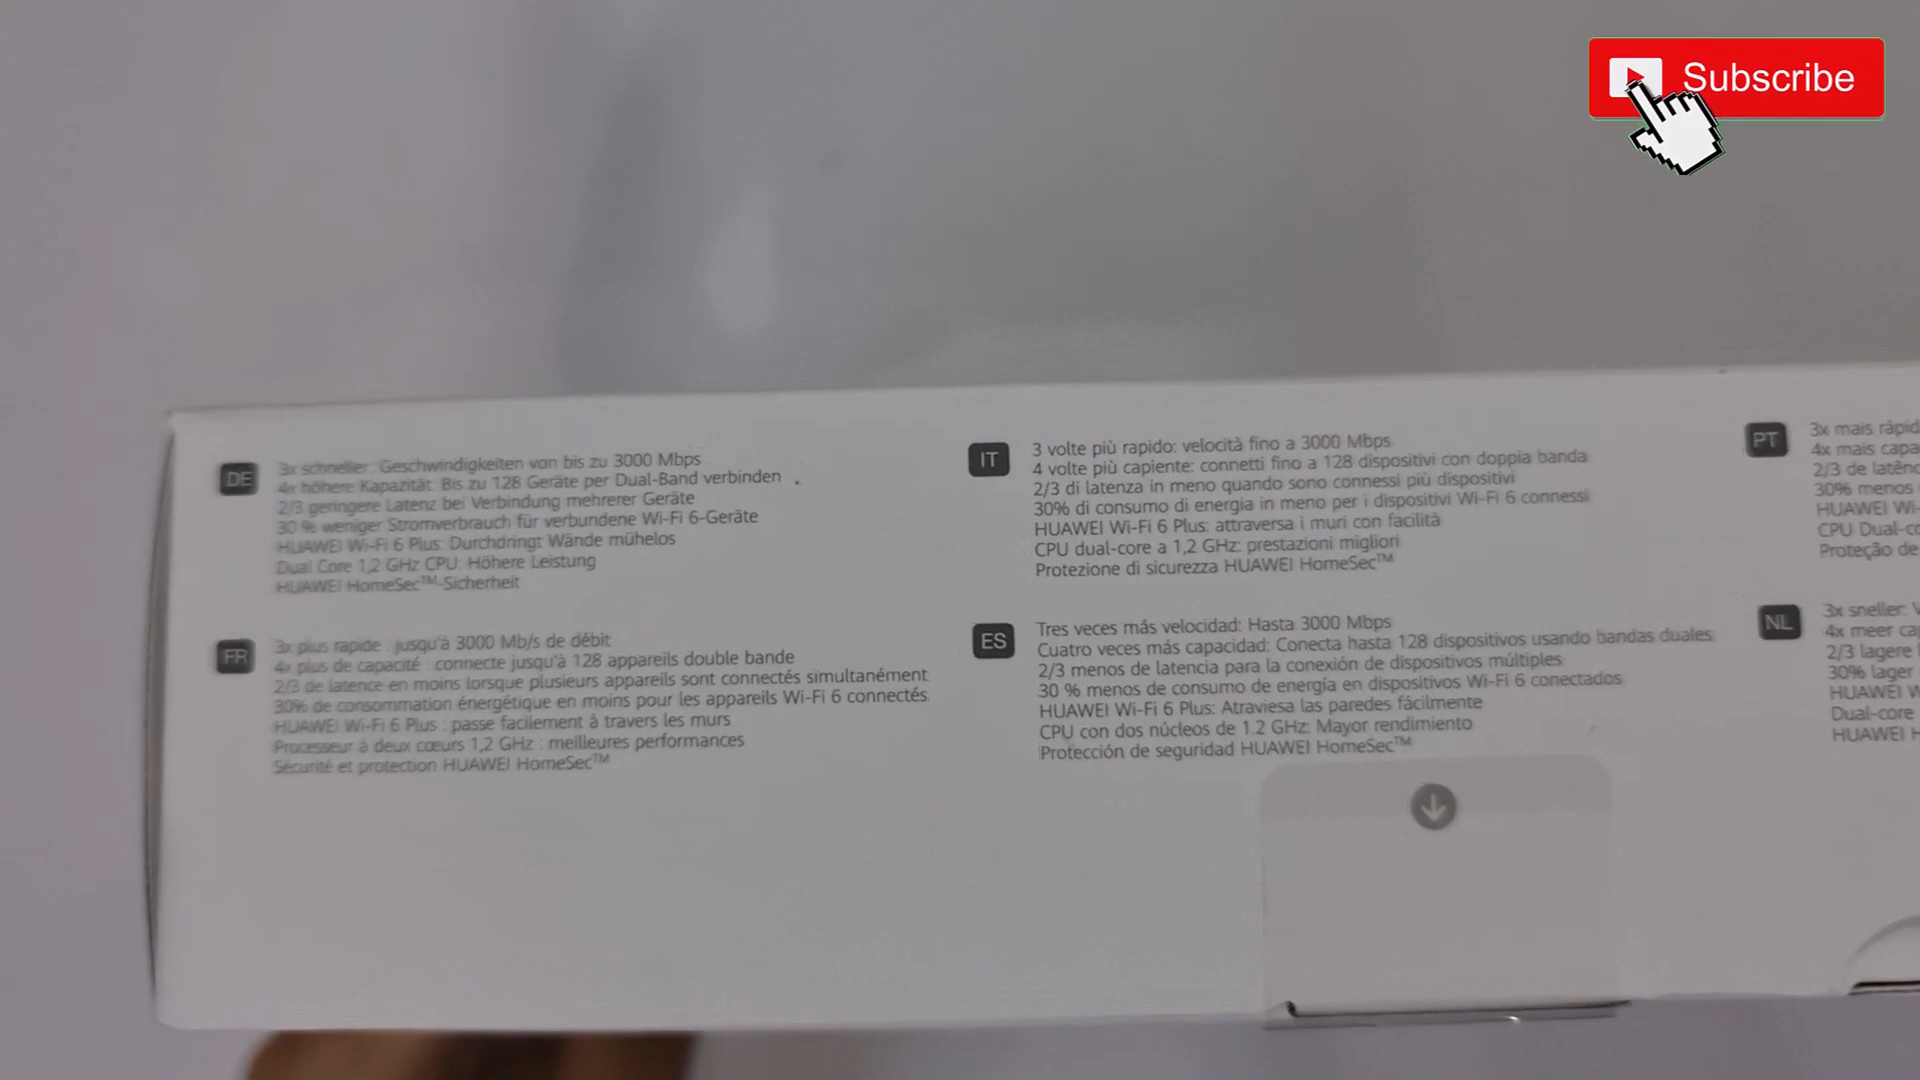 Subscribe
DE
3x schneller: Geschwindigkeiten von bis zu 3000 Mbps
4x höhere Kapazität: Bis zu 128 Geräte per Dual-Band verbinden
2/3 geringere Latenz bei Verbindung mehrerer Geräte
30 % weniger Stromverbrauch für verbundene Wi-Fi 6-Geräte
HUAWEI Wi-Fi 6 Plus: Durchdringt Wände mühelos
Dual Core 1,2 GHz CPU: Höhere Leistung
HUAWEI HomeSec™-Sicherheit
FR
3x plus rapide : jusqu'à 3000 Mb/s de débit
4x plus de capacité : connecte jusqu'à 128 appareils double bande
2/3 de latence en moins lorsque plusieurs appareils sont connectés simultanément
30% de consommation énergétique en moins pour les appareils Wi-Fi 6 connectés
HUAWEI Wi-Fi 6 Plus : passe facilement à travers les murs
Processeur à deux cœurs 1,2 GHz : meilleures performances
Sécurité et protection HUAWEI HomeSec™
IT
3 volte più rapido: velocità fino a 3000 Mbps
4 volte più capiente: connetti fino a 128 dispositivi con doppia banda
2/3 di latenza in meno quando sono connessi più dispositivi
30% di consumo di energia in meno per i dispositivi Wi-Fi 6 connessi
HUAWEI Wi-Fi 6 Plus: attraversa i muri con facilità
CPU dual-core a 1,2 GHz: prestazioni migliori
Protezione di sicurezza HUAWEI HomeSec™
ES
Tres veces más velocidad: Hasta 3000 Mbps
Cuatro veces más capacidad: Conecta hasta 128 dispositivos usando bandas duales
2/3 menos de latencia para la conexión de dispositivos múltiples
30 % menos de consumo de energía en dispositivos Wi-Fi 6 conectados
HUAWEI Wi-Fi 6 Plus: Atraviesa las paredes fácilmente
CPU con dos núcleos de 1.2 GHz: Mayor rendimiento
Protección de seguridad HUAWEI HomeSec™
PT
3x mais
4x mais
2/3 de
30% menos
HUAWEI
CPU
Proteção de
NL
3x sneller:
4x meer
2/3 lagere
30% lager
HUAWEI
Dual-core
HUAWEI